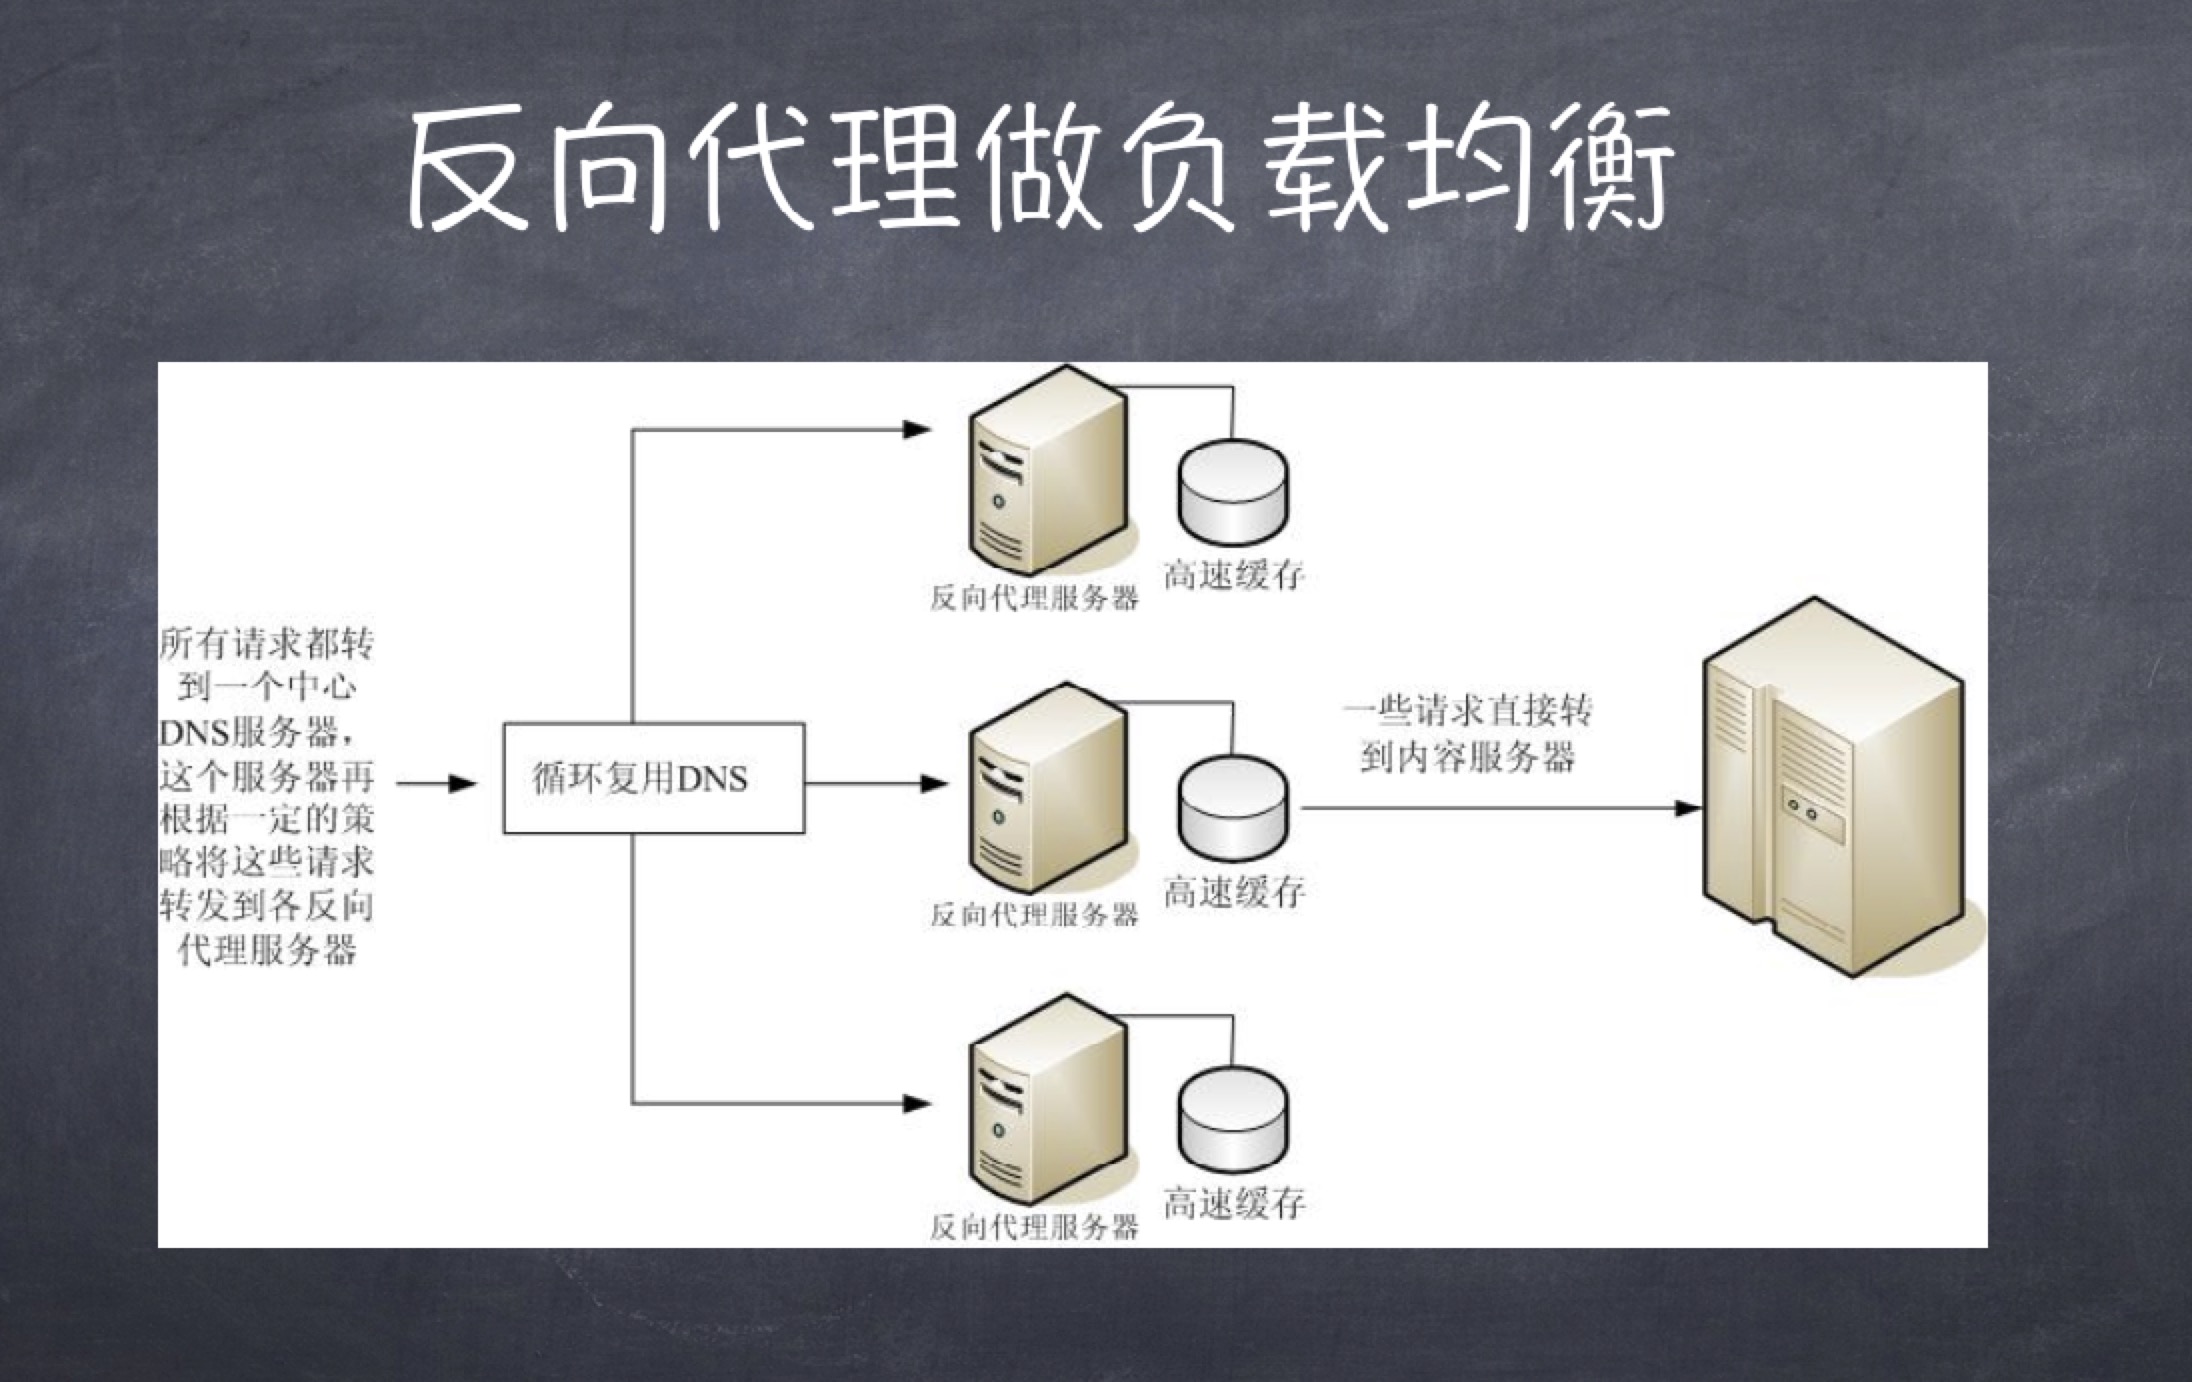 反向代理做负载均衡
所有请求都转
到一个中心
DNS服务器，
这个服务器再
根据一定的策
略将这些请求
转发到各反向
代理服务器
循环复用DNS
高速缓存
反向代理服务器
一些请求直接转
到内容服务器
高速缓存
反向代理服务器
高速缓存
反向代理服务器